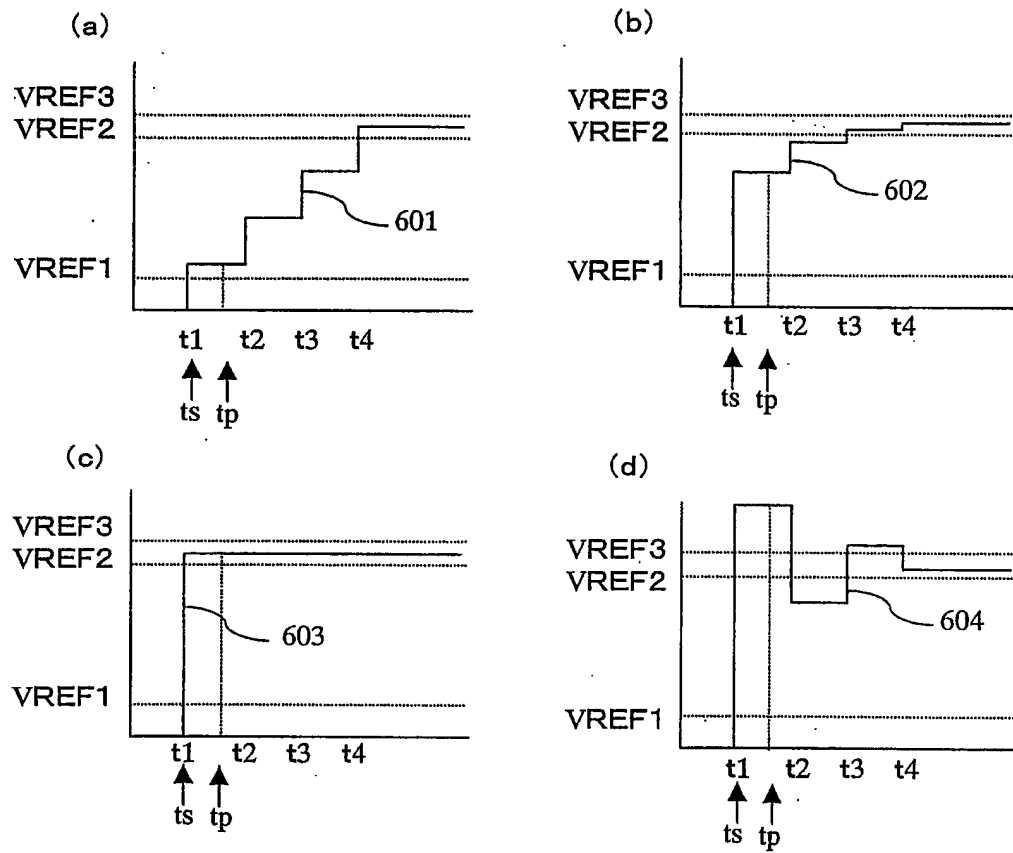 (a)
VREF3
VREF2
601
VREF1
t1 t2 t3 t4
ts tp
(b)
VREF3
VREF2
602
VREF1
t1 t2 t3 t4
ts tp
(c)
VREF3
VREF2
603
VREF1
t1 t2 t3 t4
ts tp
(d)
VREF3
VREF2
604
VREF1
t1 t2 t3 t4
ts tp